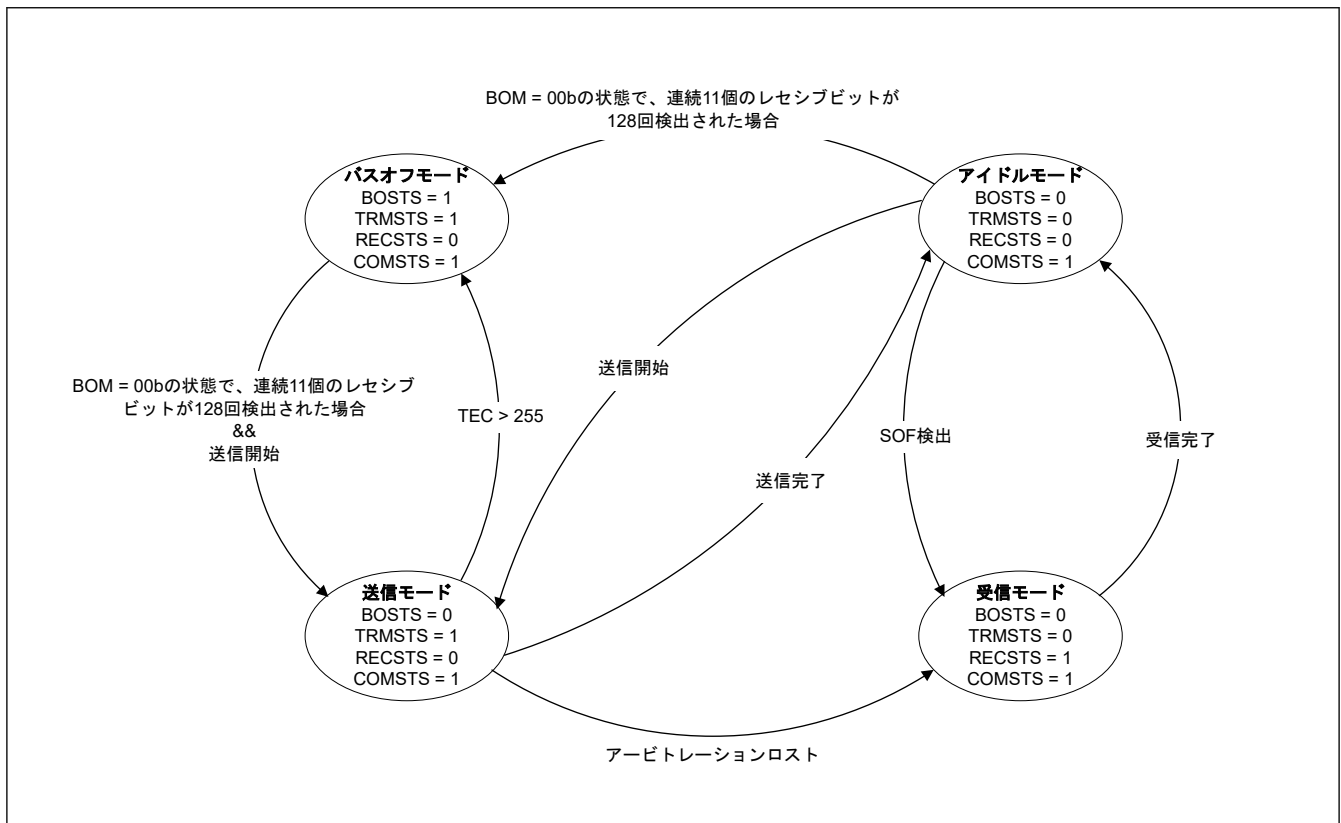 BOM = 00bの状態で、連続11個のレセシブビットが
128回検出された場合
バスオフモード
BOSTS = 1
TRMSTS = 1
RECSTS = 0
COMSTS = 1
アイドルモード
BOSTS = 0
TRMSTS = 0
RECSTS = 0
COMSTS = 1
BOM = 00bの状態で、連続11個のレセシブ
ビットが128回検出された場合
&&
送信開始
TEC > 255
送信開始
送信完了
SOF検出
受信完了
送信モード
BOSTS = 0
TRMSTS = 1
RECSTS = 0
COMSTS = 1
受信モード
BOSTS = 0
TRMSTS = 0
RECSTS = 1
COMSTS = 1
アービトレーションロスト